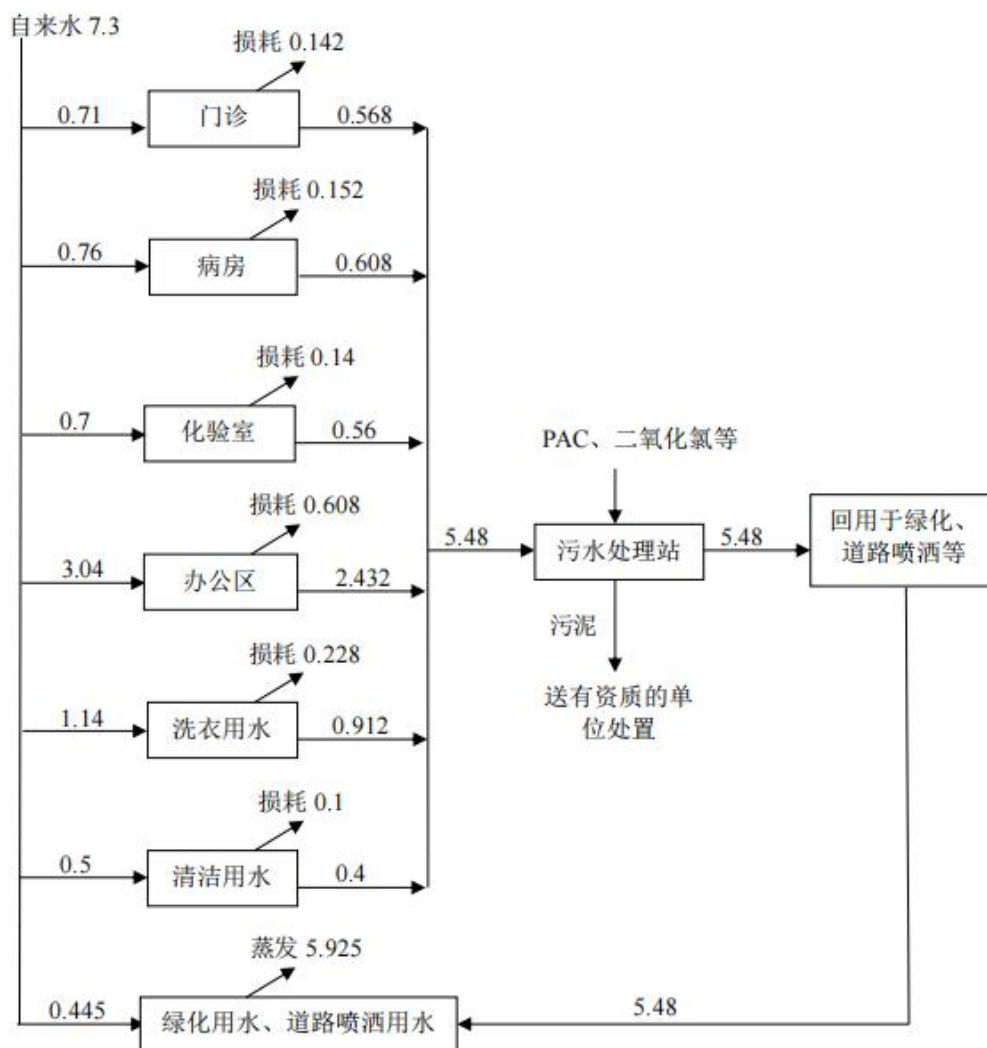 自来水 7.3
损耗 0.142
0.71
门诊
0.568
损耗 0.152
0.76
病房
0.608
损耗 0.14
0.7
化验室
0.56
PAC、二氧化氯等
损耗 0.608
3.04
办公区
2.432
5.48
污水处理站
5.48
回用于绿化、
道路喷洒等
污泥
送有资质的单
位处置
损耗 0.228
1.14
洗衣用水
0.912
损耗 0.1
0.5
清洁用水
0.4
蒸发 5.925
0.445
绿化用水、道路喷洒用水
5.48